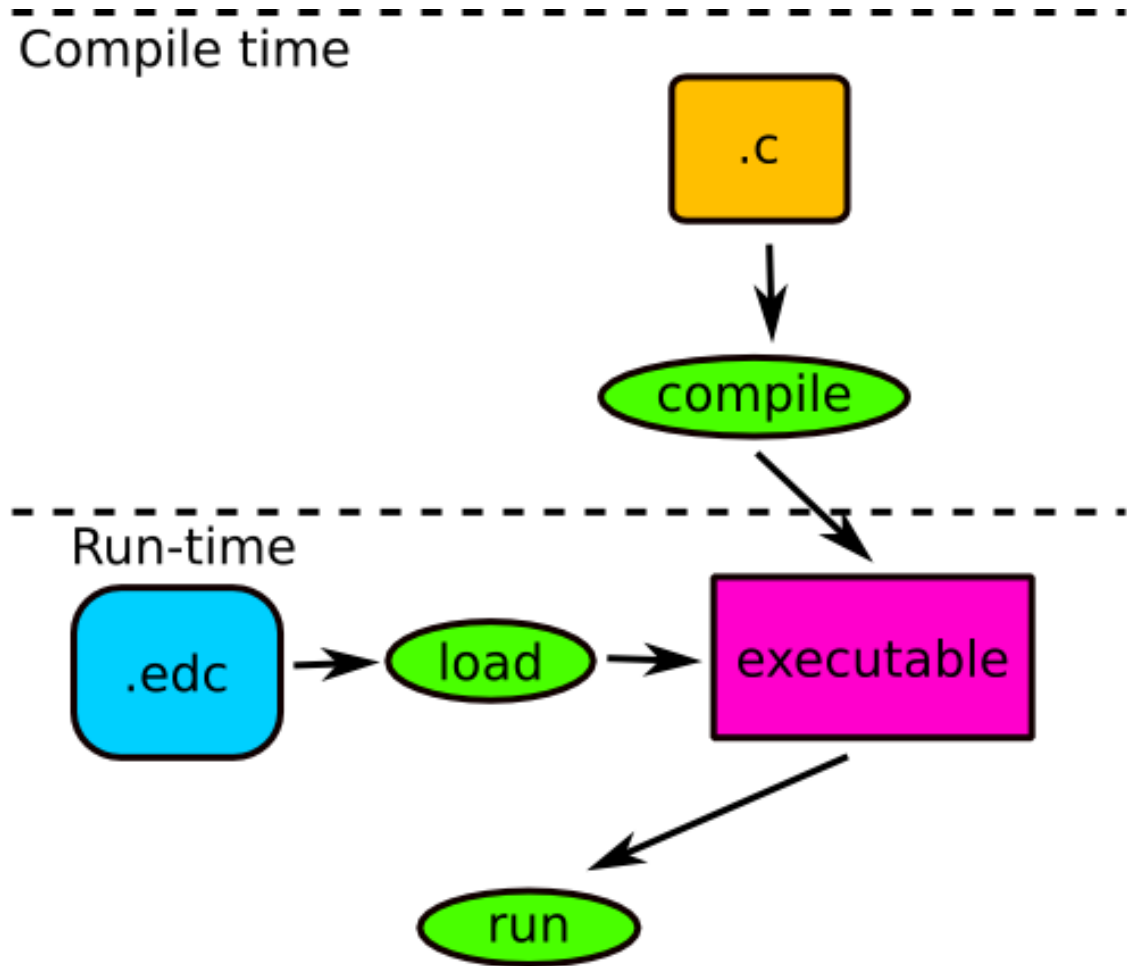 Compile time
.c
compile
Run-time
.edc
load
executable
run